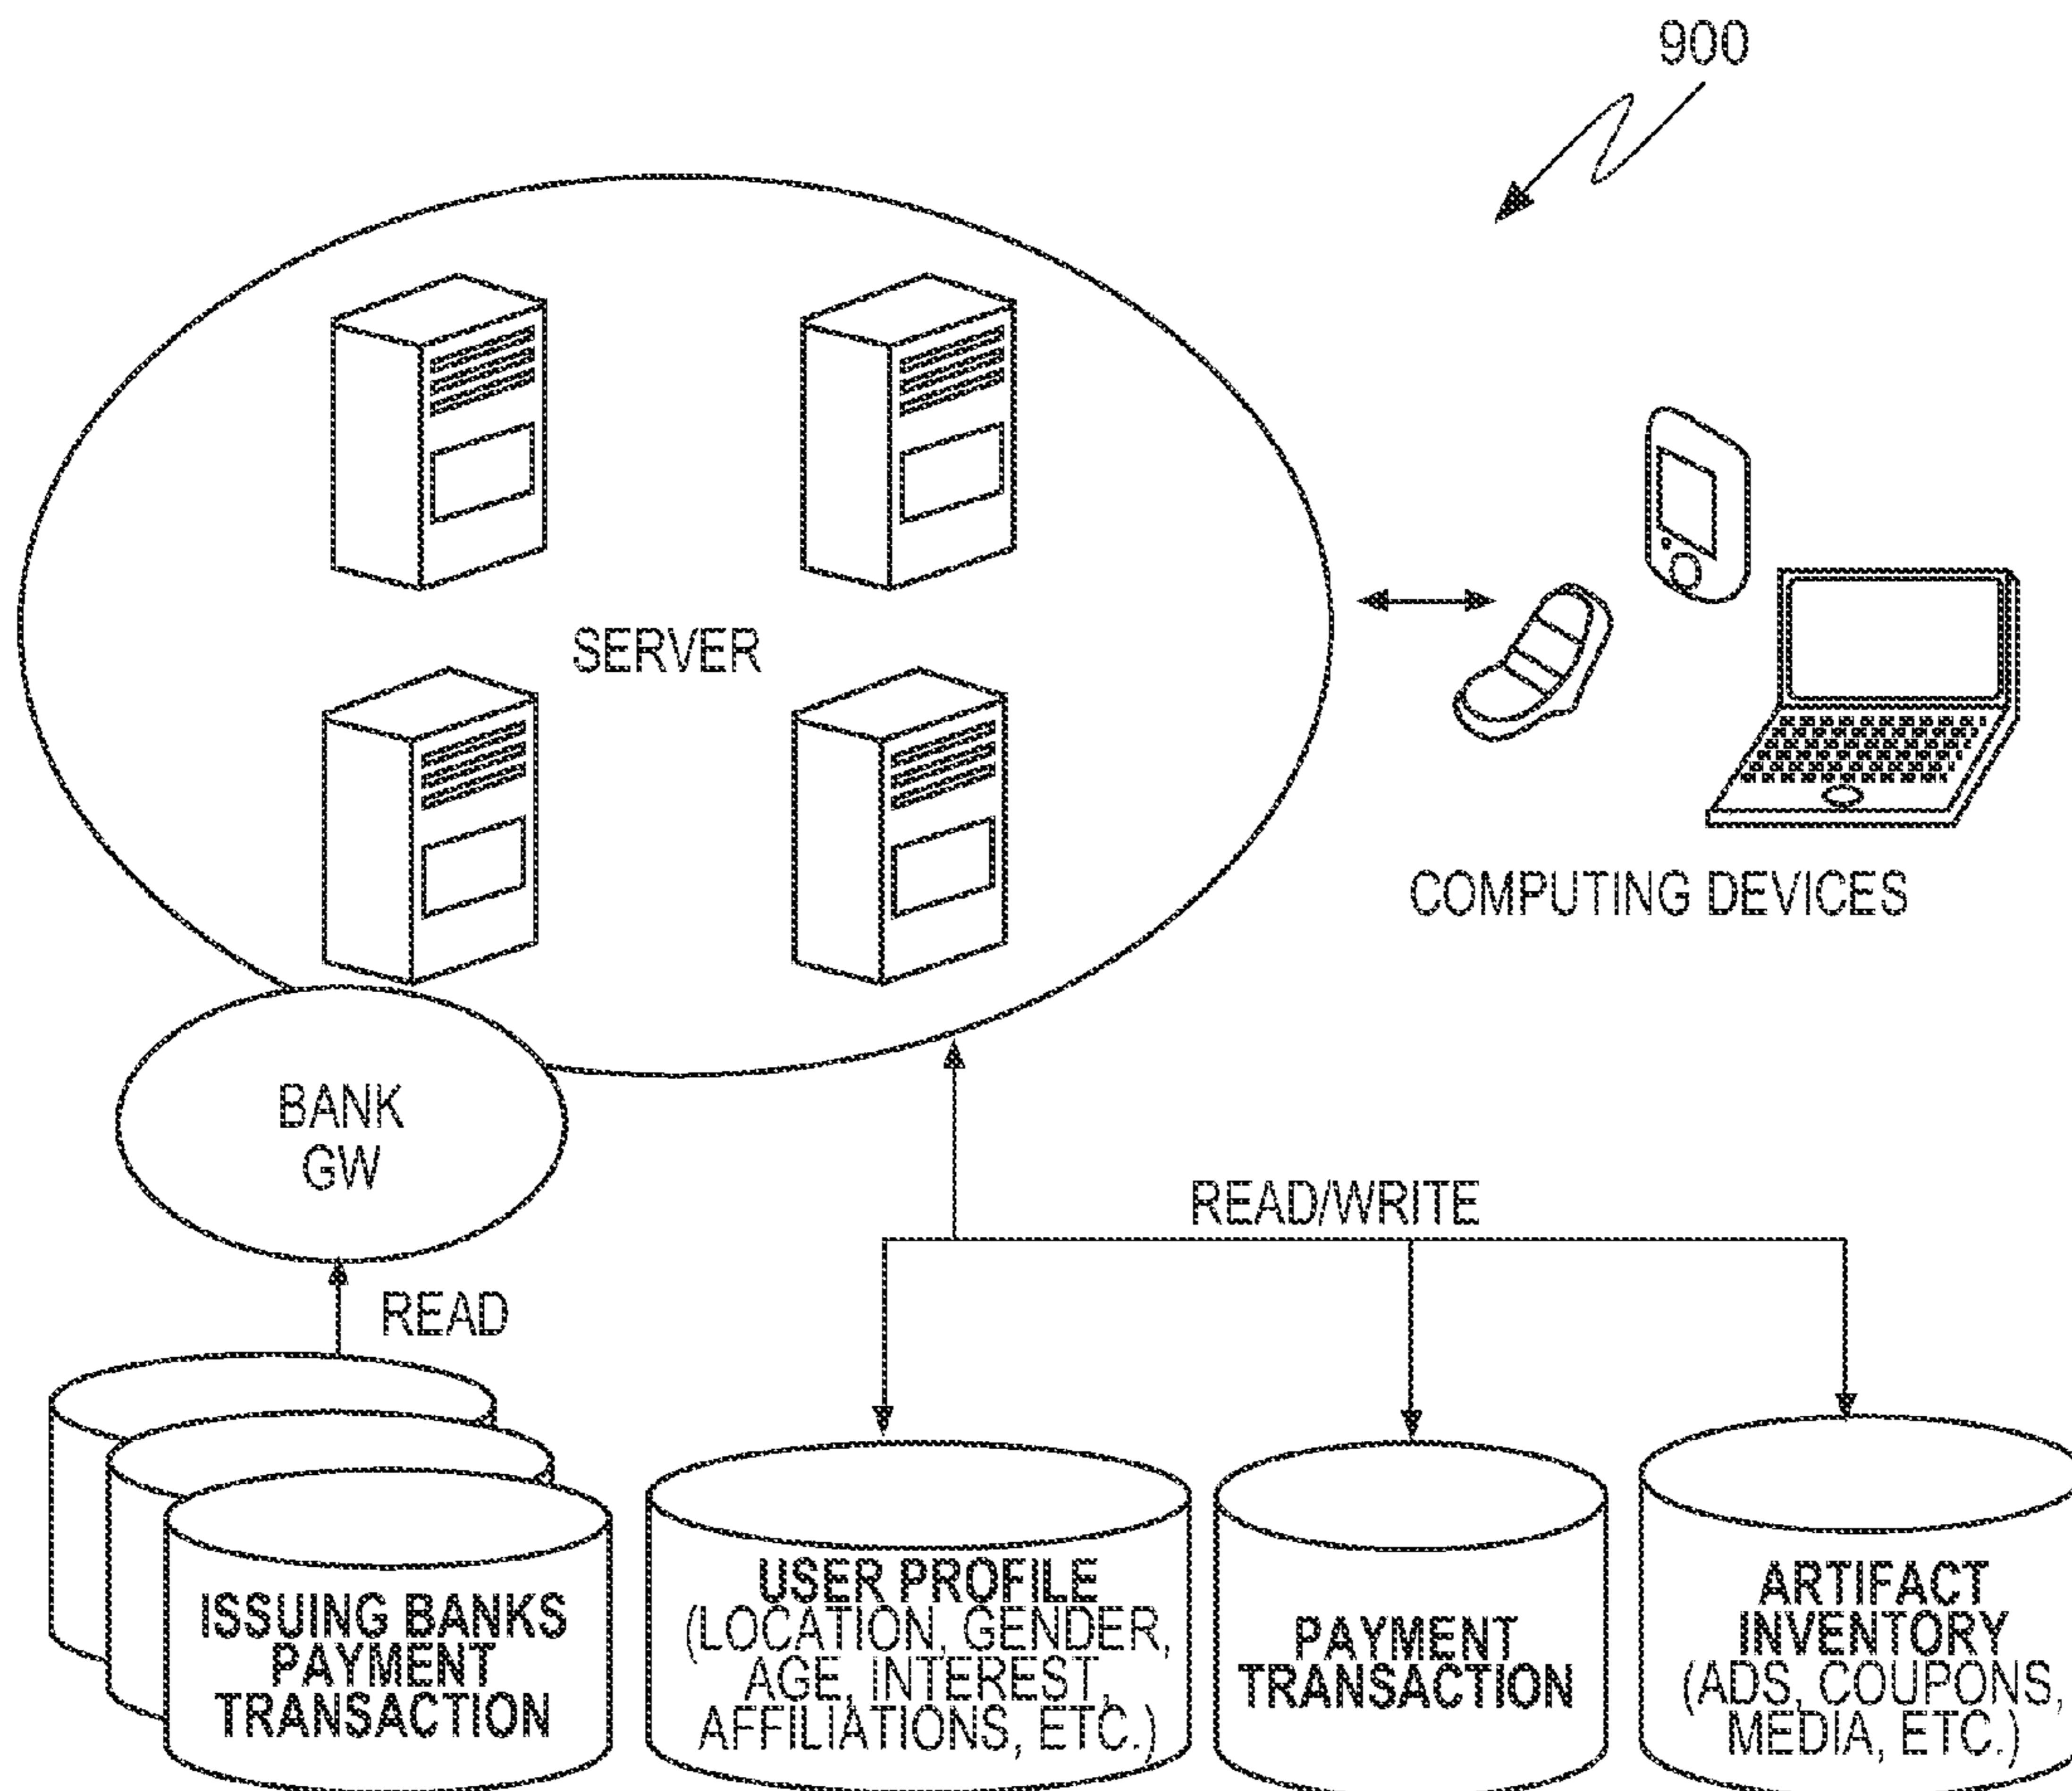 900
SERVER
COMPUTING DEVICES
BANK
GW
READ/WRITE
READ
ISSUING BANKS
PAYMENT
TRANSACTION
USER PROFILE
(LOCATION, GENDER,
AGE, INTEREST,
AFFILIATIONS, ETC.)
PAYMENT
TRANSACTION
ARTIFACT
INVENTORY
(ADS, COUPONS,
MEDIA, ETC.)